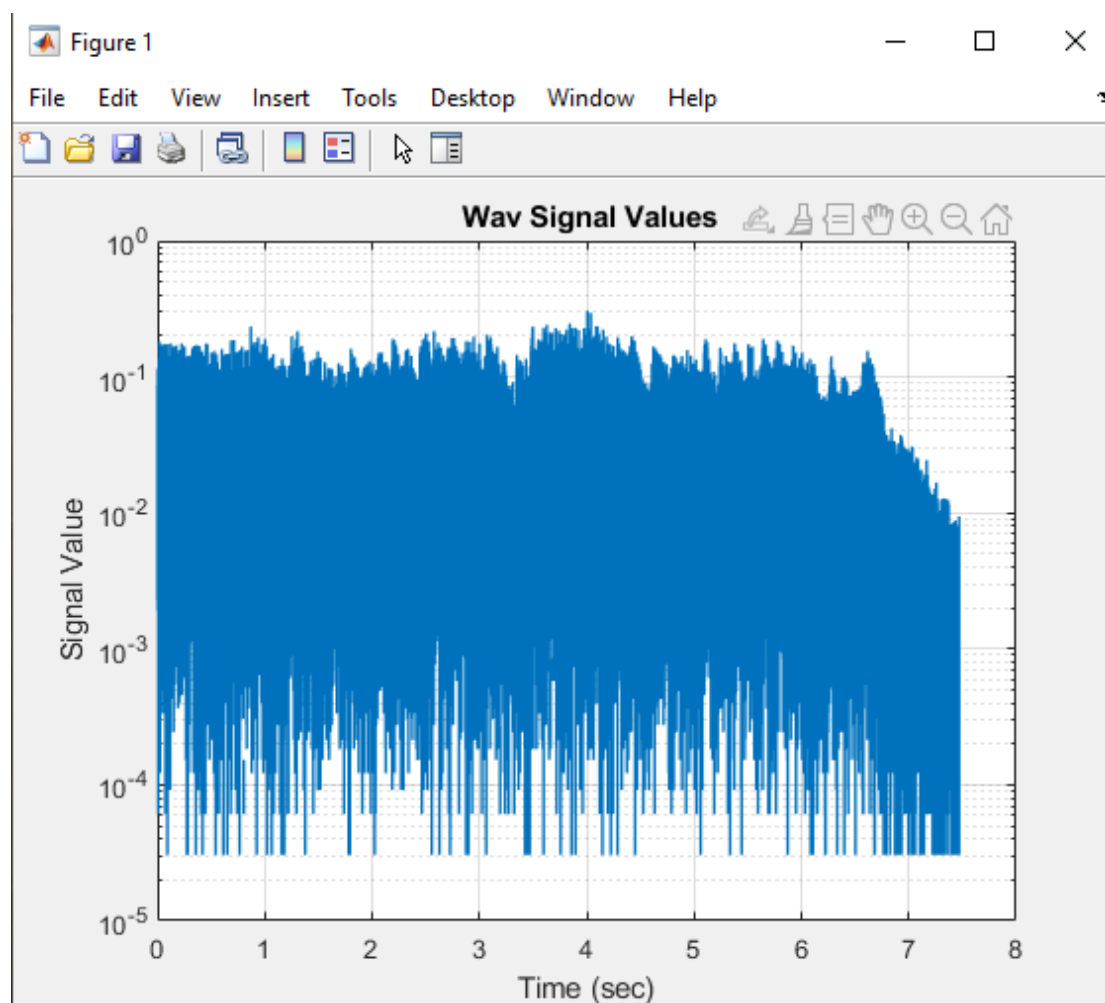 Figure 1
File Edit View Insert Tools Desktop Window Help
Wav Signal Values
10^0
10^-1
10^-2
10^-3
10^-4
10^-5
Signal Value
0 1 2 3 4 5 6 7 8
Time (sec)